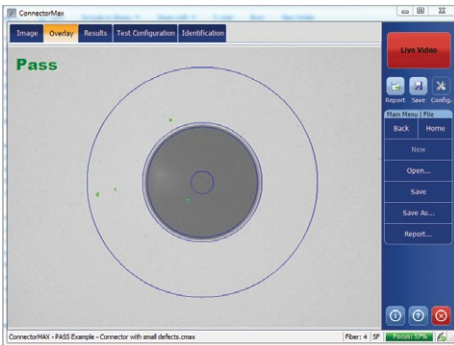 ConnectorMax
Image Overlay Results Test Configuration Identification
Pass
Live Video
Report Save Config.
Main Menu | File
Back Home
New
Open...
Save
Save As...
Report...
ConnectorMAX - PASS Example - Connector with small defects.cmax
Fiber: 4 SF Focus: 57%